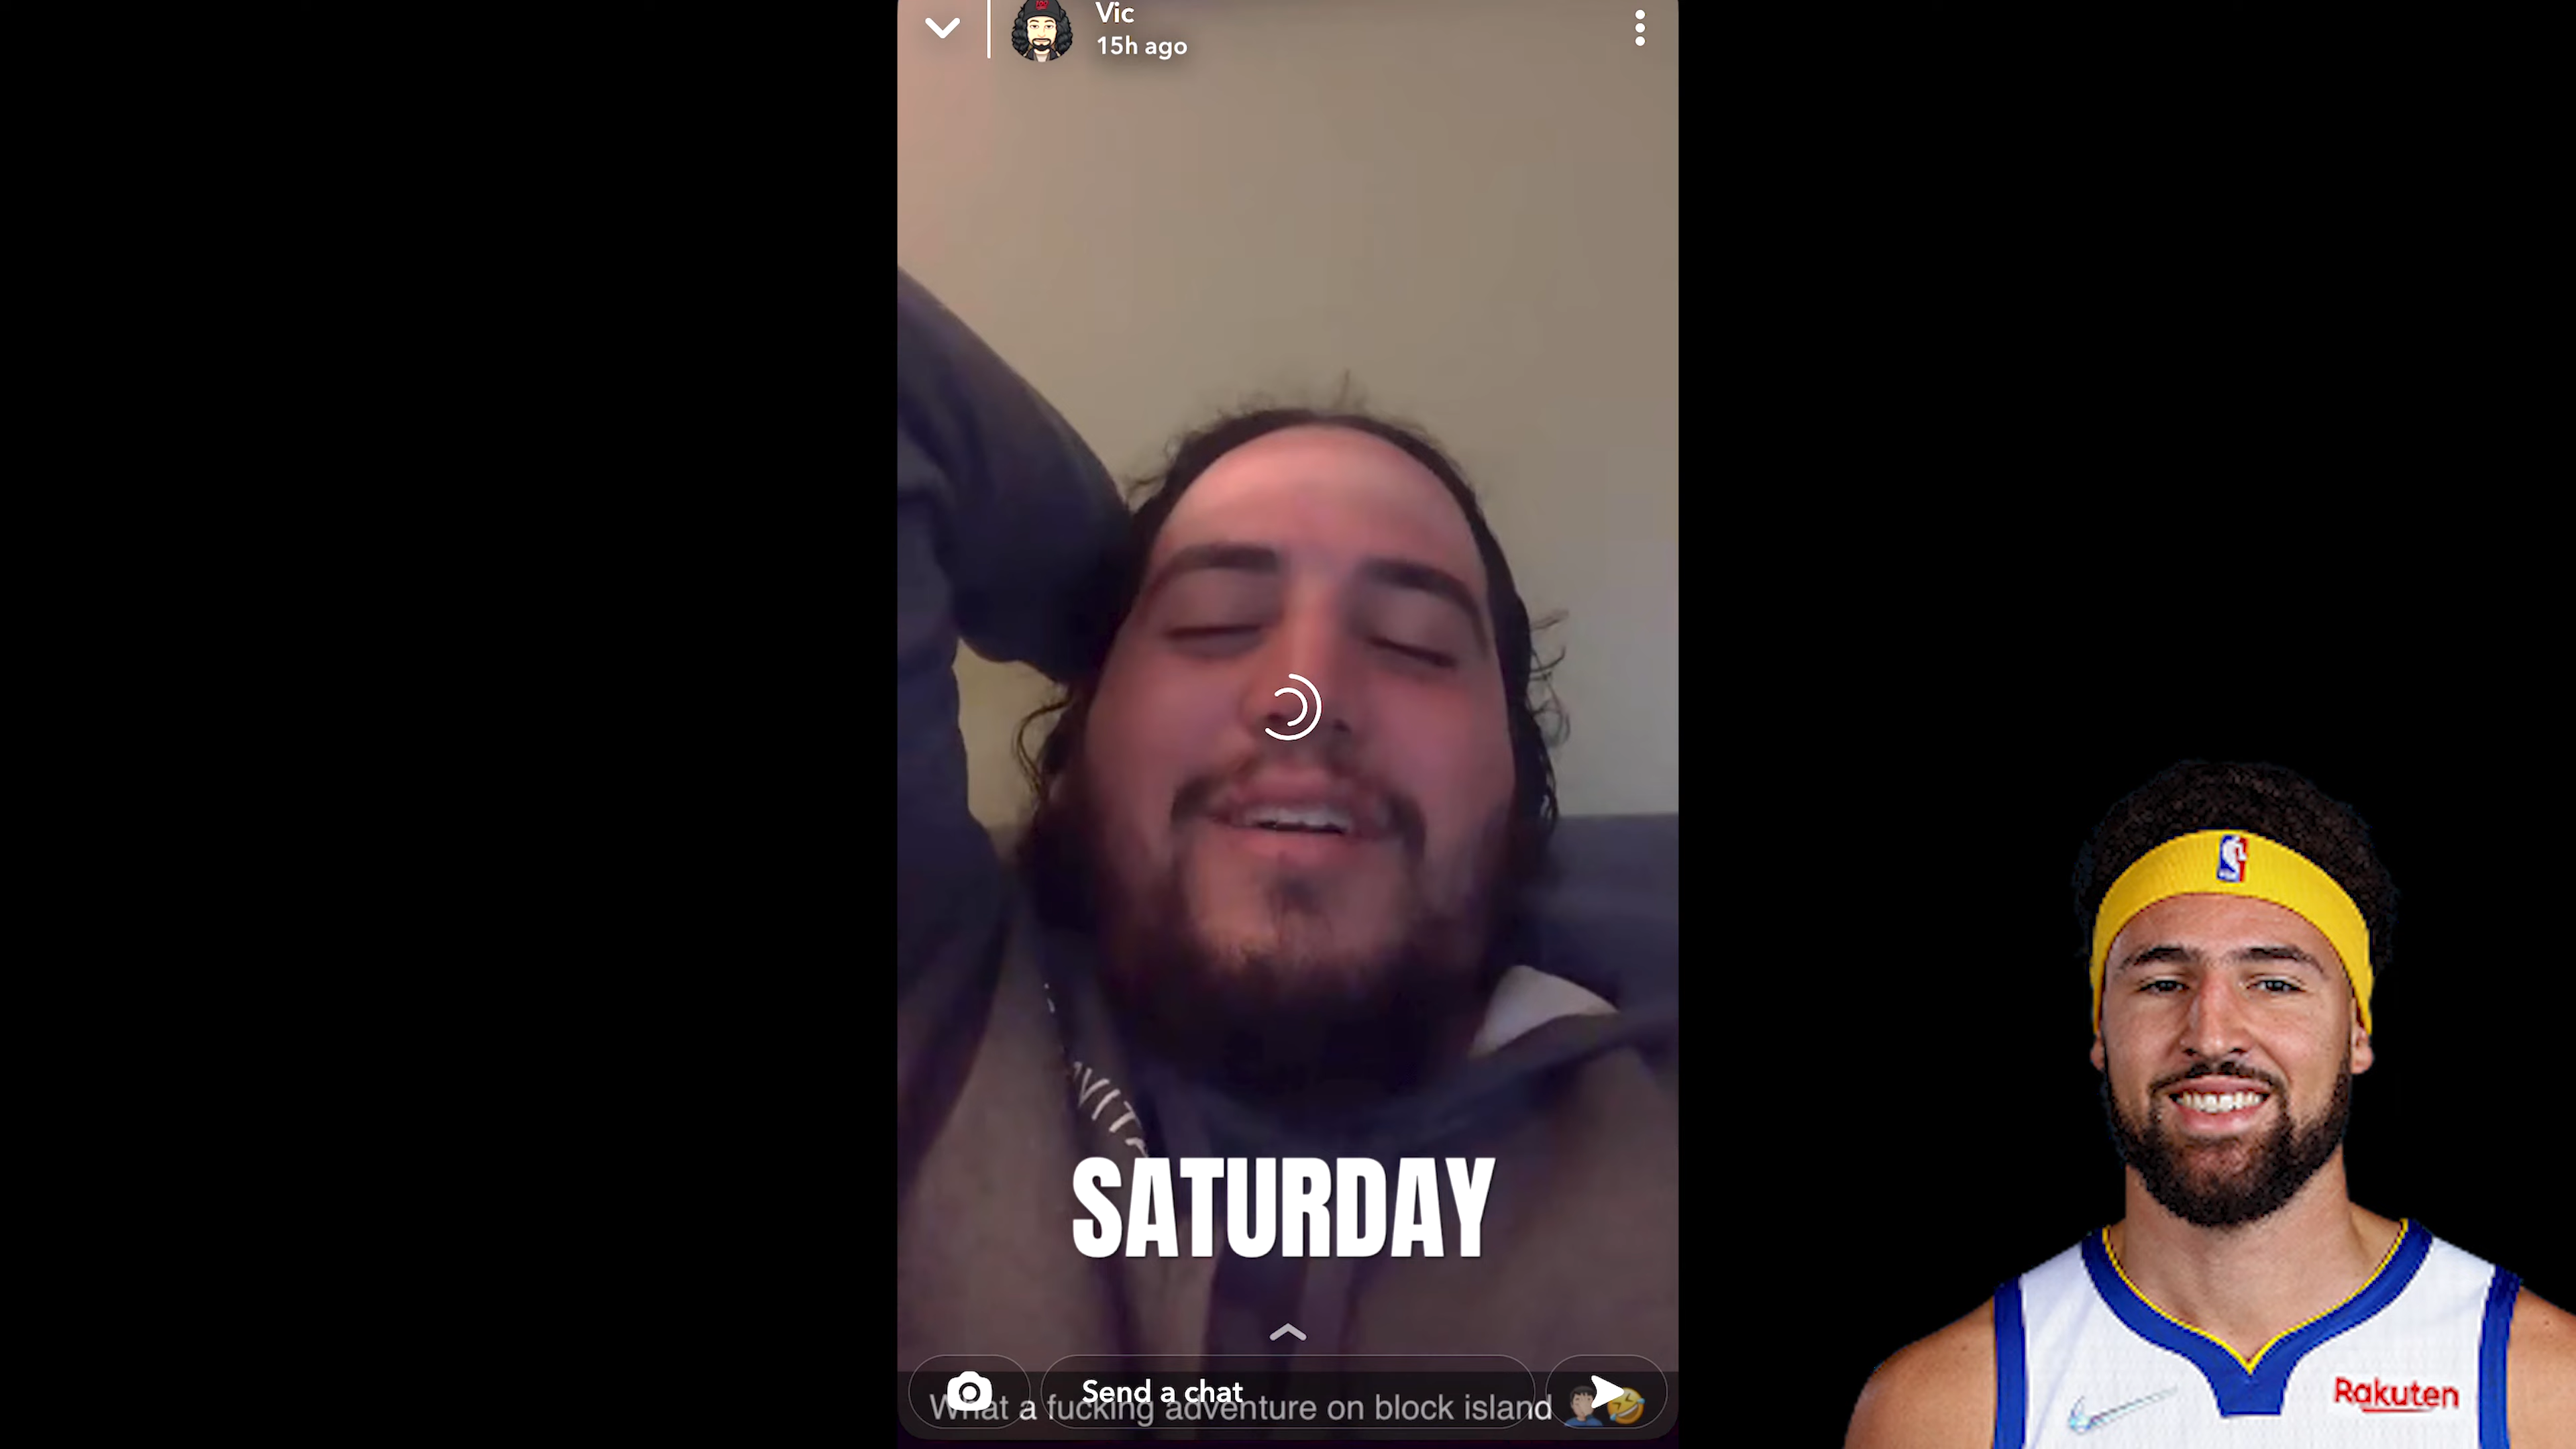 Vic
15h ago
SATURDAY
Send a chat
What a fucking adventure on block island 🤦🏻‍♂️🤣
Rakuten